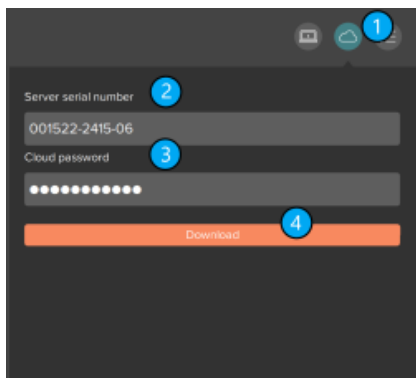 1
Server serial number 2
001522-2415-06
Cloud password 3
●●●●●●●●●●●
Download 4